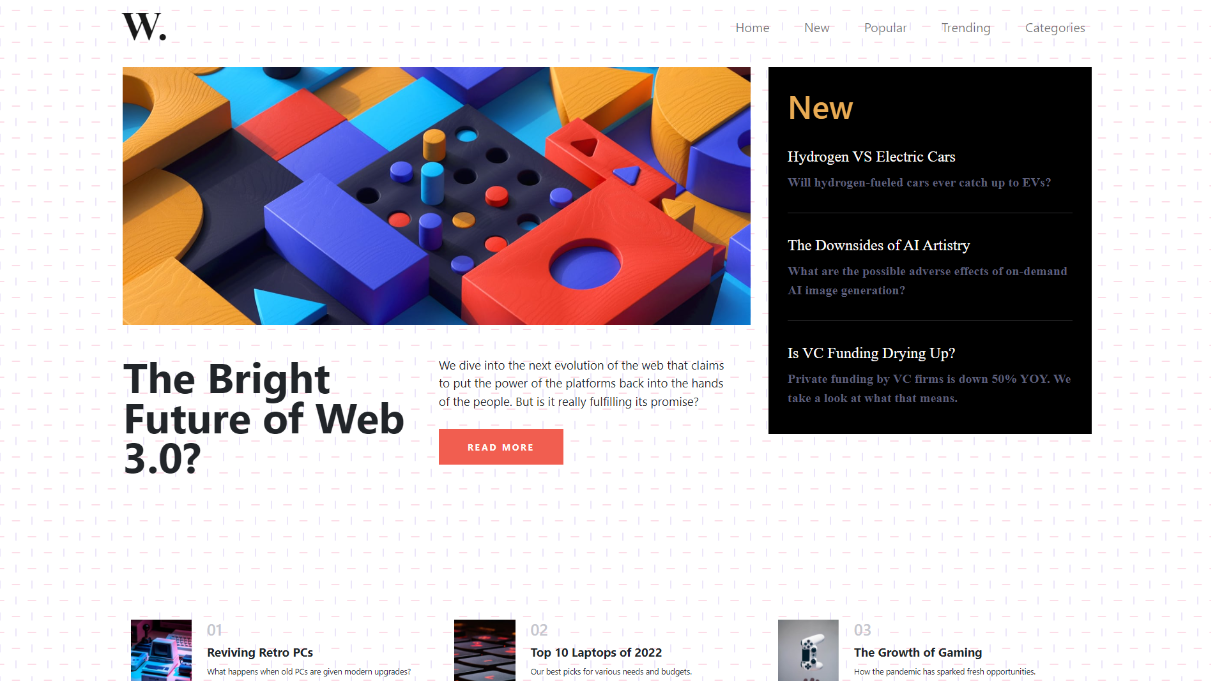 W.
Home New Popular Trending Categories
New
Hydrogen VS Electric Cars
Will hydrogen-fueled cars ever catch up to EVs?
The Downsides of AI Artistry
What are the possible adverse effects of on-demand
AI image generation?
Is VC Funding Drying Up?
Private funding by VC firms is down 50% YOY. We
take a look at what that means.
The Bright
Future of Web
3.0?
We dive into the next evolution of the web that claims
to put the power of the platforms back into the hands
of the people. But is it really fulfilling its promise?
READ MORE
01
Reviving Retro PCs
What happens when old PCs are given modern upgrades?
02
Top 10 Laptops of 2022
Our best picks for various needs and budgets.
03
The Growth of Gaming
How the pandemic has sparked fresh opportunities.